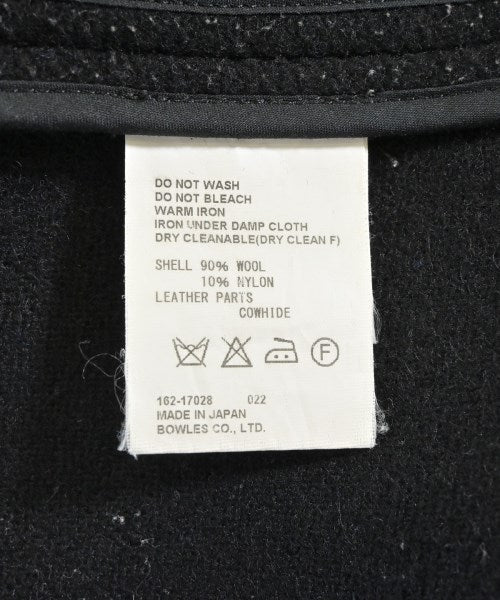 DO NOT WASH
DO NOT BLEACH
WARM IRON
IRON UNDER DAMP CLOTH
DRY CLEANABLE(DRY CLEAN F)
SHELL 90% WOOL
10% NYLON
LEATHER PARTS
COWHIDE
F
162-17028 022
MADE IN JAPAN
BOWLES CO., LTD.